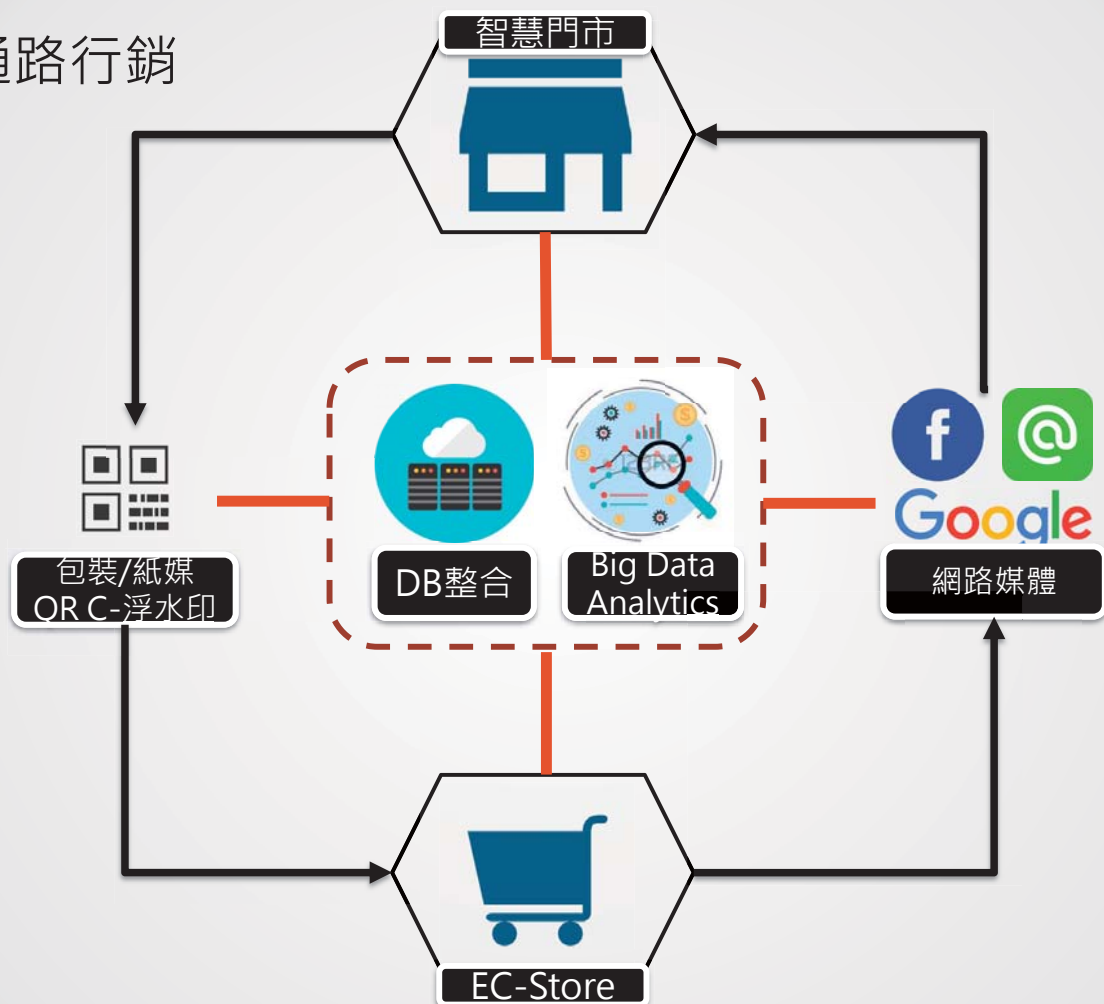 通路行銷
智慧門市
f
@
Google
包裝/紙媒
QR C-浮水印
DB整合
Big Data
Analytics
網路媒體
EC-Store